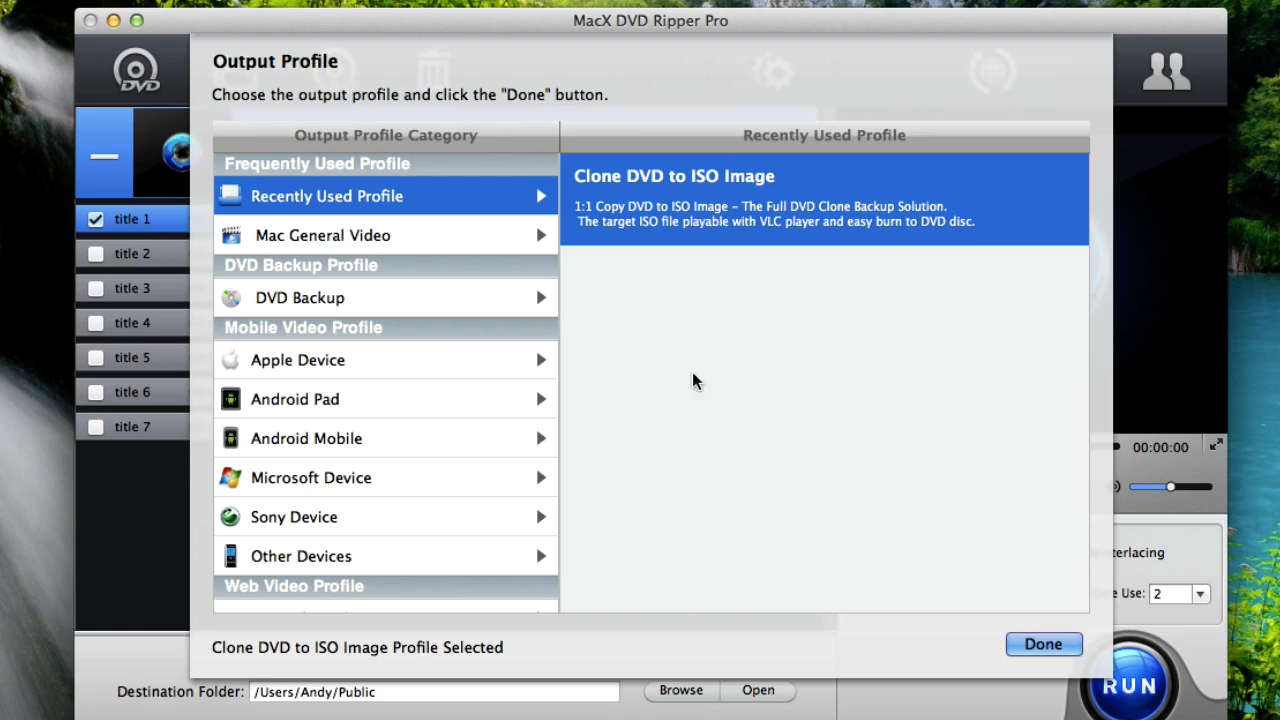 MacX DVD Ripper Pro
DVD
Output Profile
Choose the output profile and click the "Done" button.
Output Profile Category
Recently Used Profile
Frequently Used Profile
Recently Used Profile
Mac General Video
DVD Backup Profile
DVD Backup
Mobile Video Profile
Apple Device
Android Pad
Android Mobile
Microsoft Device
Sony Device
Other Devices
Web Video Profile
Clone DVD to ISO Image
1:1 Copy DVD to ISO Image – The Full DVD Clone Backup Solution.
The target ISO file playable with VLC player and easy burn to DVD disc.
title 1
title 2
title 3
title 4
title 5
title 6
title 7
00:00:00
Use: 2
Clone DVD to ISO Image Profile Selected
Done
Destination Folder: /Users/Andy/Public
Browse
Open
RUN